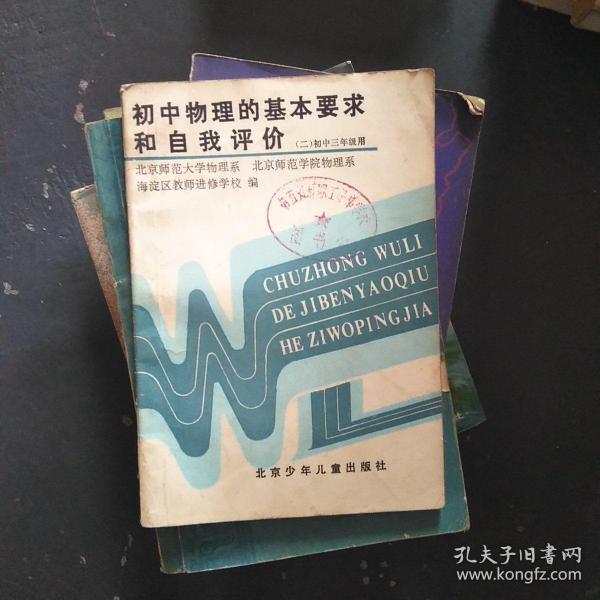 初中物理的基本要求
和自我评价 (二)初中三年级用
北京师范大学物理系 北京师范学院物理系
海淀区教师进修学校 编
CHUZHONG WULI
DE JIBENYAOQIU
HE ZIWOPINGJIA
北京少年儿童出版社
孔夫子旧书网
www.kongfz.com